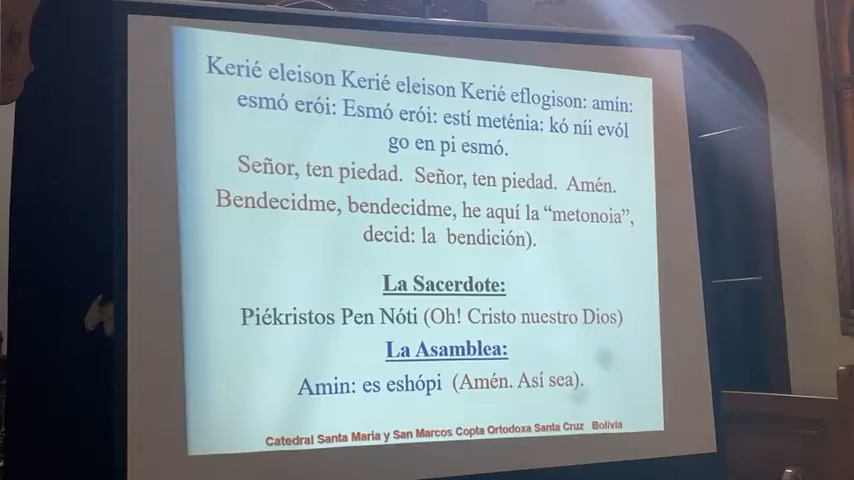 Kerié eleison Kerié eleison Kerié eflogison: amín:
esmó erói: Esmó erói: estí meténia: kó níi evól
go en pi esmó.
Señor, ten piedad. Señor, ten piedad. Amén.
Bendecidme, bendecidme, he aquí la “metonoia”,
decid: la bendición).
La Sacerdote:
Piékristos Pen Nóti (Oh! Cristo nuestro Dios)
La Asamblea:
Amin: es eshópi (Amén. Así sea).
Catedral Santa Maria y San Marcos Copta Ortodoxa Santa Cruz Bolivia